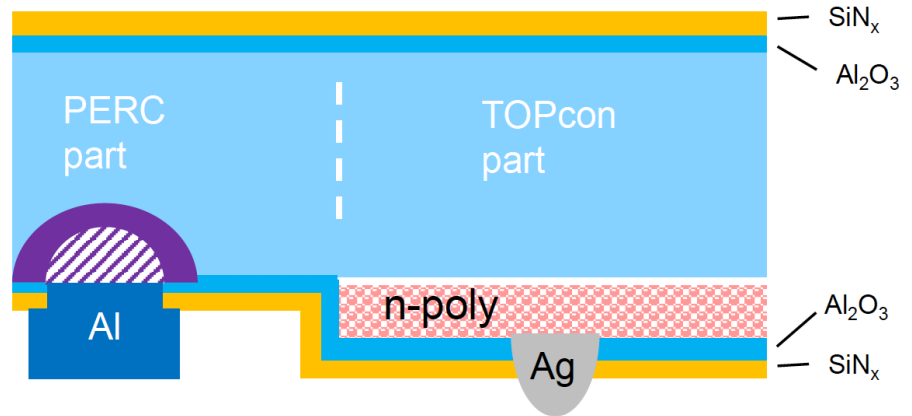 SiNx
Al2O3
PERC
part
TOPcon
part
n-poly
Al
Ag
Al2O3
SiNx